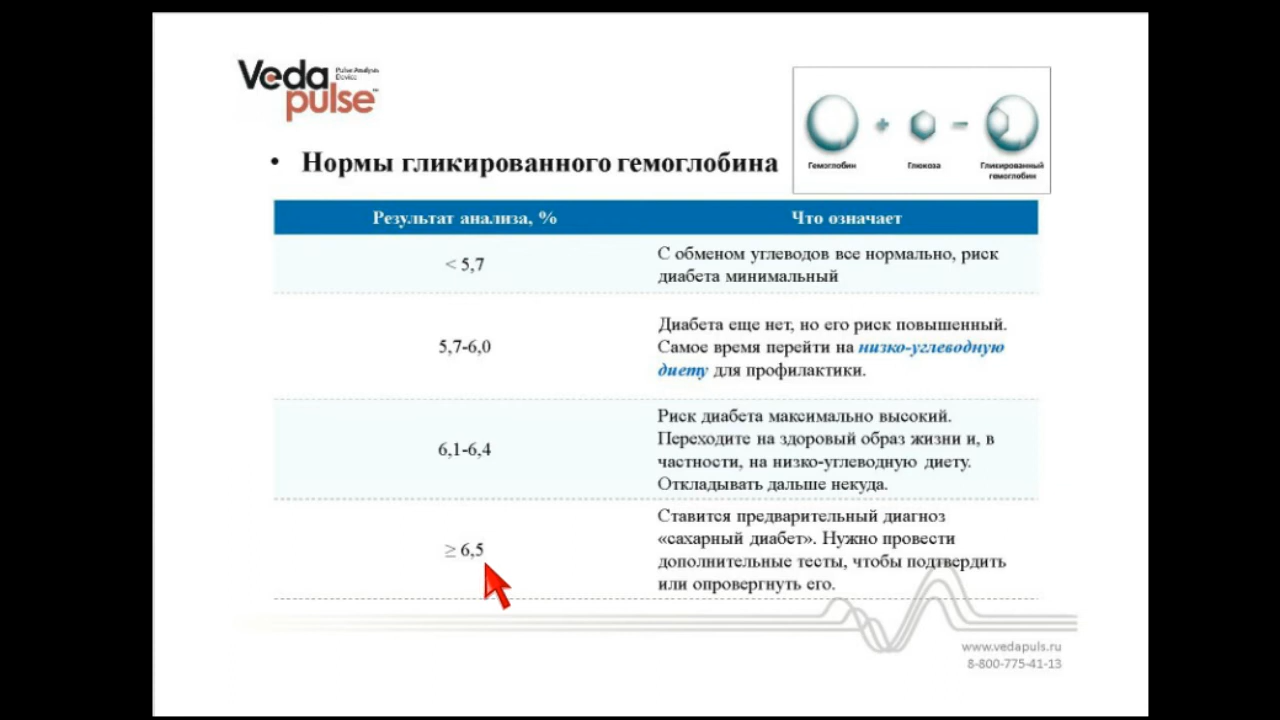 Veda
pulse™
Pulse Analysis
Device
Гемоглобин
Глюкоза
Гликированный
гемоглобин
• Нормы гликированного гемоглобина
Результат анализа, %
Что означает
< 5,7
С обменом углеводов все нормально, риск
диабета минимальный
5,7-6,0
Диабета еще нет, но его риск повышенный.
Самое время перейти на низко-углеводную
диету для профилактики.
6,1-6,4
Риск диабета максимально высокий.
Переходите на здоровый образ жизни и, в
частности, на низко-углеводную диету.
Откладывать дальше некуда.
≥ 6,5
Ставится предварительный диагноз
«сахарный диабет». Нужно провести
дополнительные тесты, чтобы подтвердить
или опровергнуть его.
www.vedapuls.ru
8-800-775-41-13